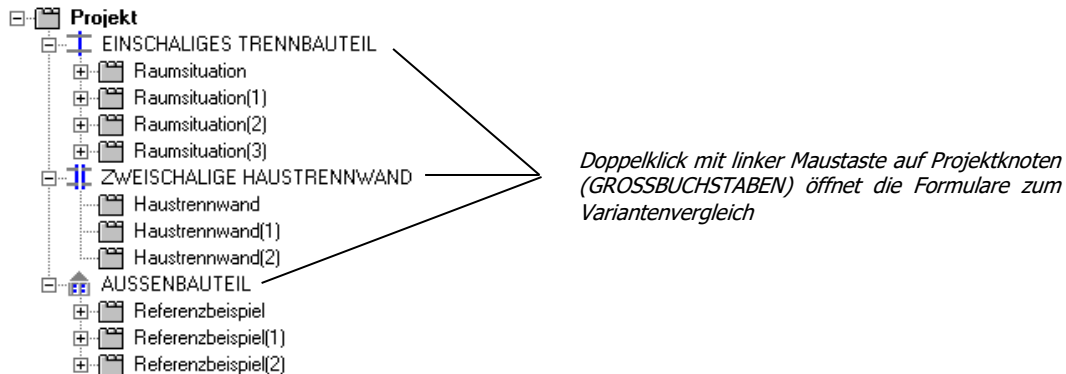 Projekt
EINSCHALIGES TRENNBAUTEIL
Raumsituation
Raumsituation(1)
Raumsituation(2)
Raumsituation(3)
ZWEISCHALIGE HAUSTRENNWAND
Haustrennwand
Haustrennwand(1)
Haustrennwand(2)
AUSSENBAUTEIL
Referenzbeispiel
Referenzbeispiel(1)
Referenzbeispiel(2)
Doppelklick mit linker Maustaste auf Projektknoten
(GROSSBUCHSTABEN) öffnet die Formulare zum
Variantenvergleich